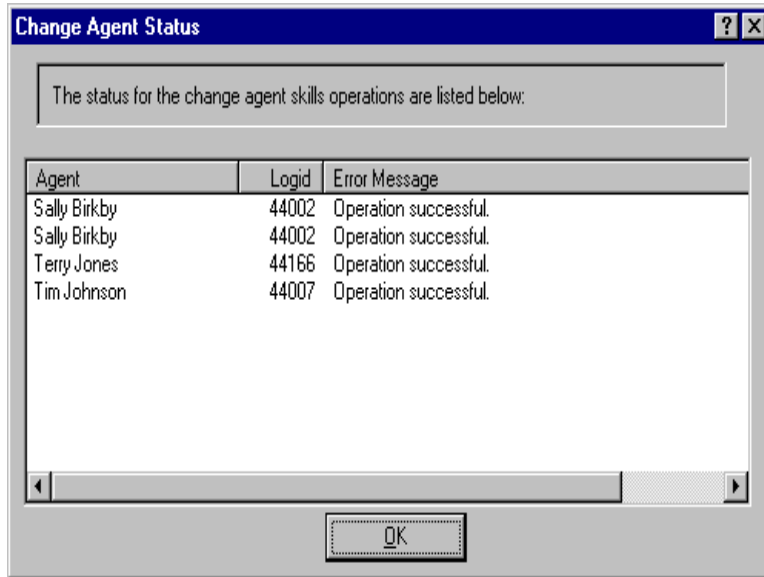 Change Agent Status
The status for the change agent skills operations are listed below:
Agent Logid Error Message
Sally Birkby 44002 Operation successful.
Sally Birkby 44002 Operation successful.
Terry Jones 44166 Operation successful.
Tim Johnson 44007 Operation successful.
OK